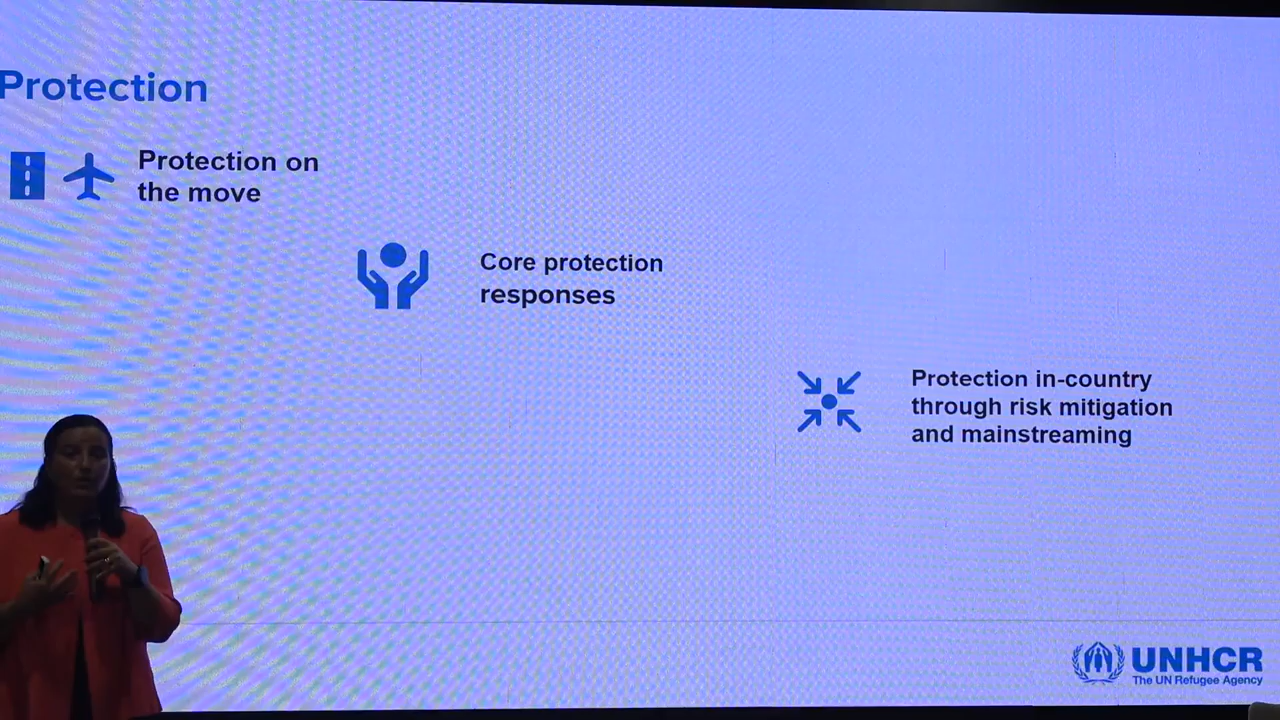 Protection
Protection on
the move
Core protection
responses
Protection in-country
through risk mitigation
and mainstreaming
UNHCR
The UN Refugee Agency